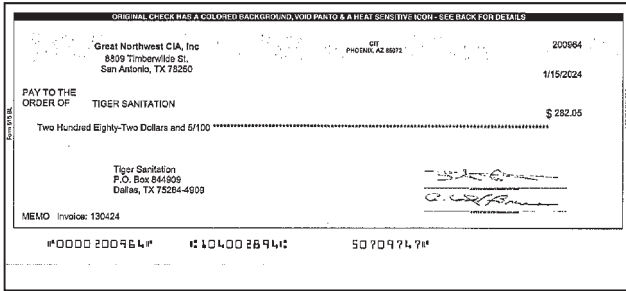 ORIGINAL CHECK HAS A COLORED BACKGROUND, VOID PANTO & A HEAT SENSITIVE ICON - SEE BACK FOR DETAILS
Great Northwest CIA, Inc
8809 Timberwilde St.
San Antonio, TX 78250
CIT
PHOENIX, AZ 85072
200964
1/15/2024
PAY TO THE
ORDER OF TIGER SANITATION
$ 282.05
Two Hundred Eighty-Two Dollars and 5/100
Tiger Sanitation
P.O. Box 844909
Dallas, TX 75284-4909
MEMO Invoice: 130424
⑈0000200964⑈ ⑆104002894⑆ 50709747⑈